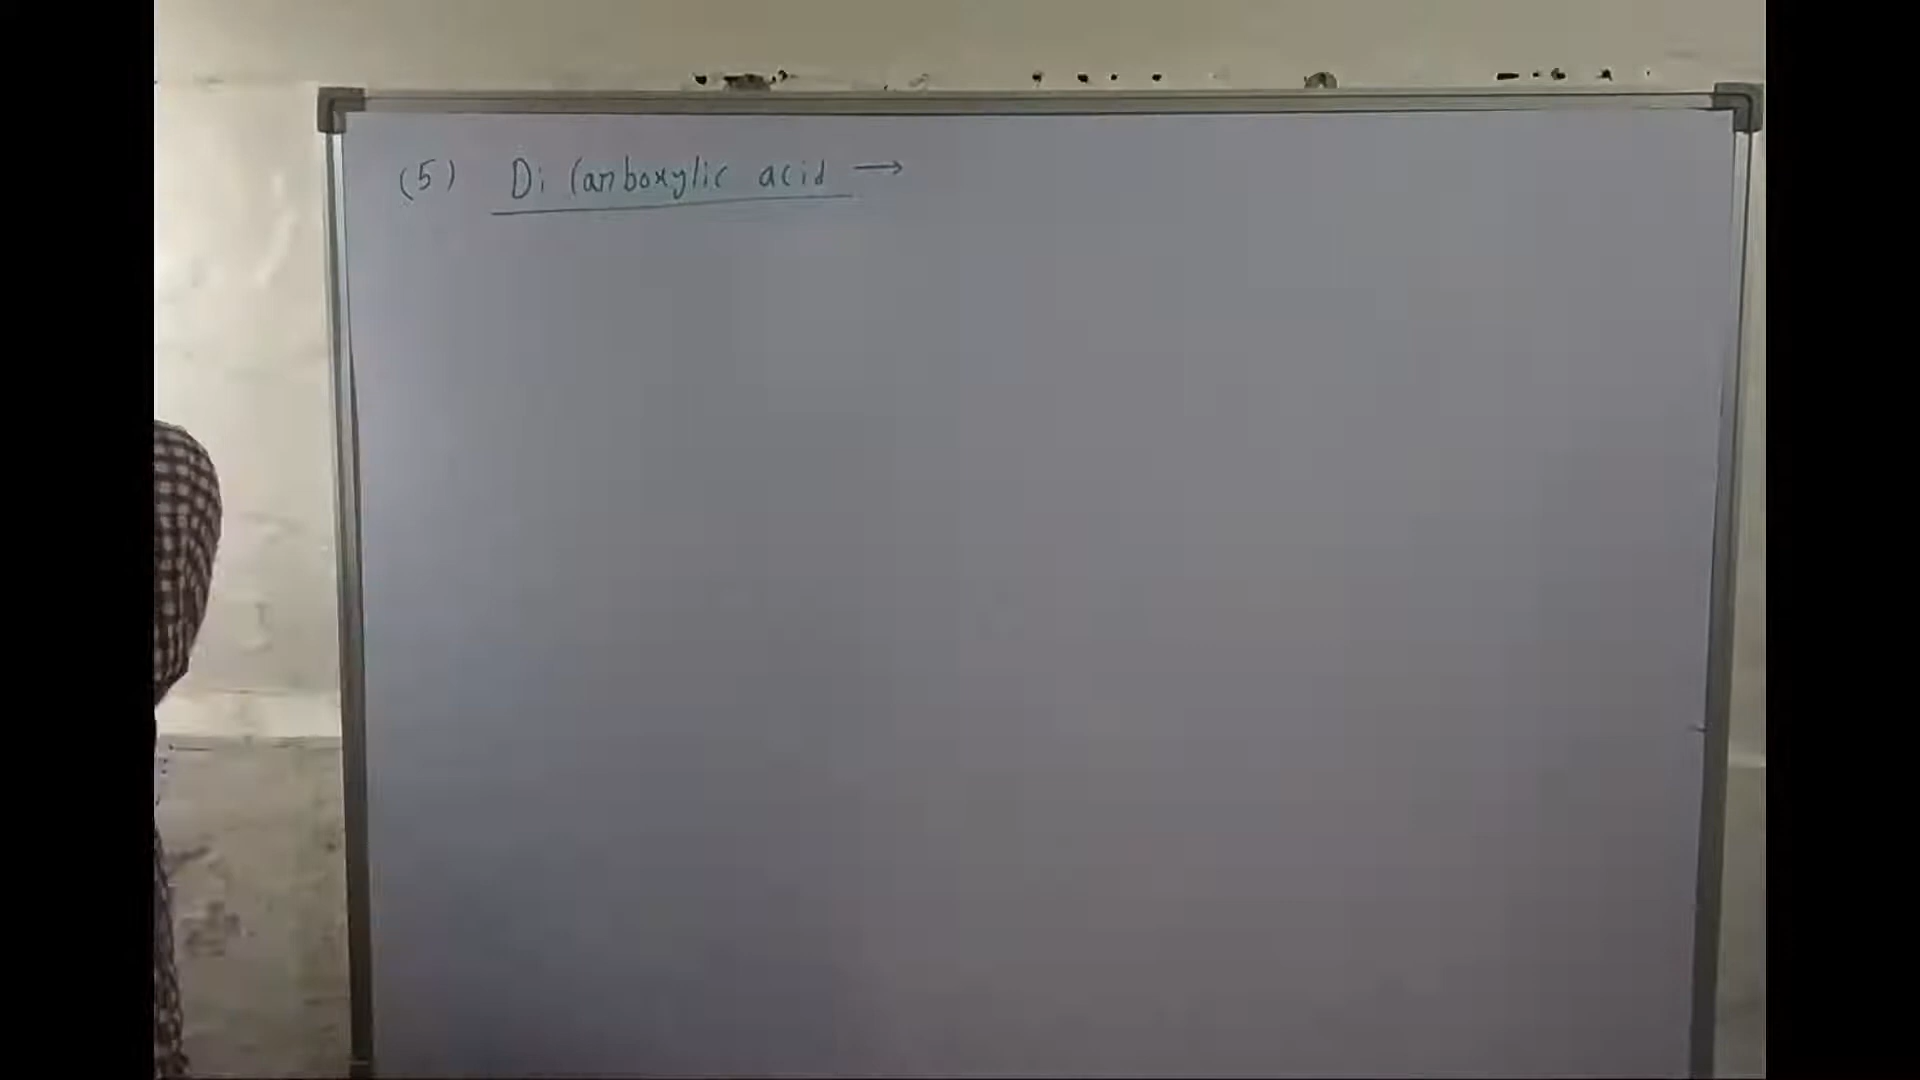 (5) Di Carboxylic acid →